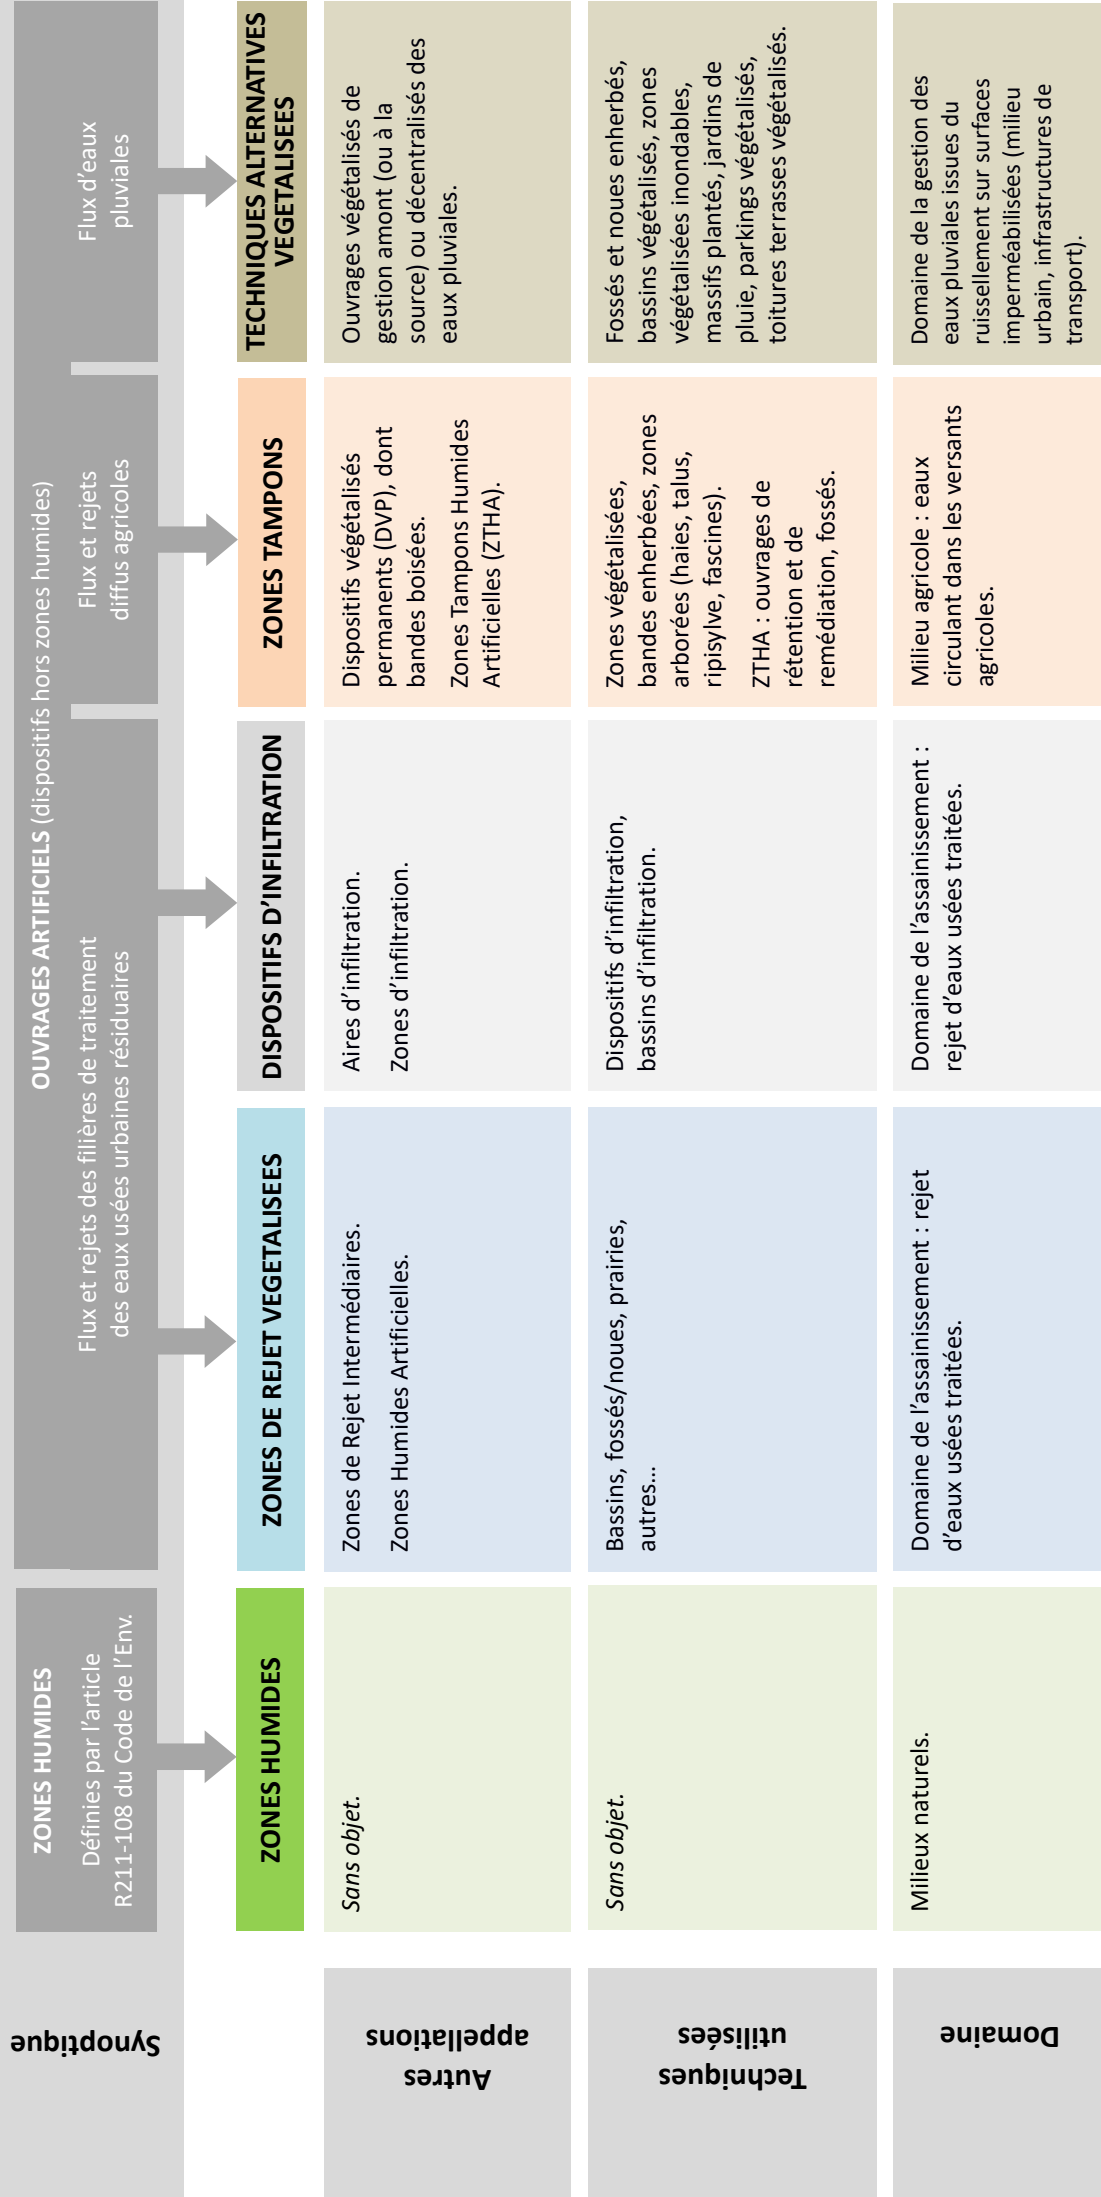 Synoptique
ZONES HUMIDES
Définies par l'article
R211-108 du Code de l'Env.
OUVRAGES ARTIFICIELS (dispositifs hors zones humides)
Flux et rejets des filières de traitement
des eaux usées urbaines résiduaires
Flux et rejets
diffus agricoles
Flux d'eaux
pluviales
ZONES HUMIDES
ZONES DE REJET VEGETALISEES
DISPOSITIFS D'INFILTRATION
ZONES TAMPONS
TECHNIQUES ALTERNATIVES
VEGETALISEES
Autres
appellations
Sans objet.
Zones de Rejet Intermédiaires.
Zones Humides Artificielles.
Aires d'infiltration.
Zones d'infiltration.
Dispositifs végétalisés
permanents (DVP), dont
bandes boisées.
Zones Tampons Humides
Artificielles (ZTHA).
Ouvrages végétalisés de
gestion amont (ou à la
source) ou décentralisés des
eaux pluviales.
Techniques
utilisées
Sans objet.
Bassins, fossés/noues, prairies,
autres...
Dispositifs d'infiltration,
bassins d'infiltration.
Zones végétalisées,
bandes enherbées, zones
arborées (haies, talus,
ripisylve, fascines).
ZTHA : ouvrages de
rétention et de
remédiation, fossés.
Fossés et noues enherbés,
bassins végétalisés, zones
végétalisées inondables,
massifs plantés, jardins de
pluie, parkings végétalisés,
toitures terrasses végétalisés.
Domaine
Milieux naturels.
Domaine de l'assainissement : rejet
d'eaux usées traitées.
Domaine de l'assainissement :
rejet d'eaux usées traitées.
Milieu agricole : eaux
circulant dans les versants
agricoles.
Domaine de la gestion des
eaux pluviales issues du
ruissellement sur surfaces
imperméabilisées (milieu
urbain, infrastructures de
transport).